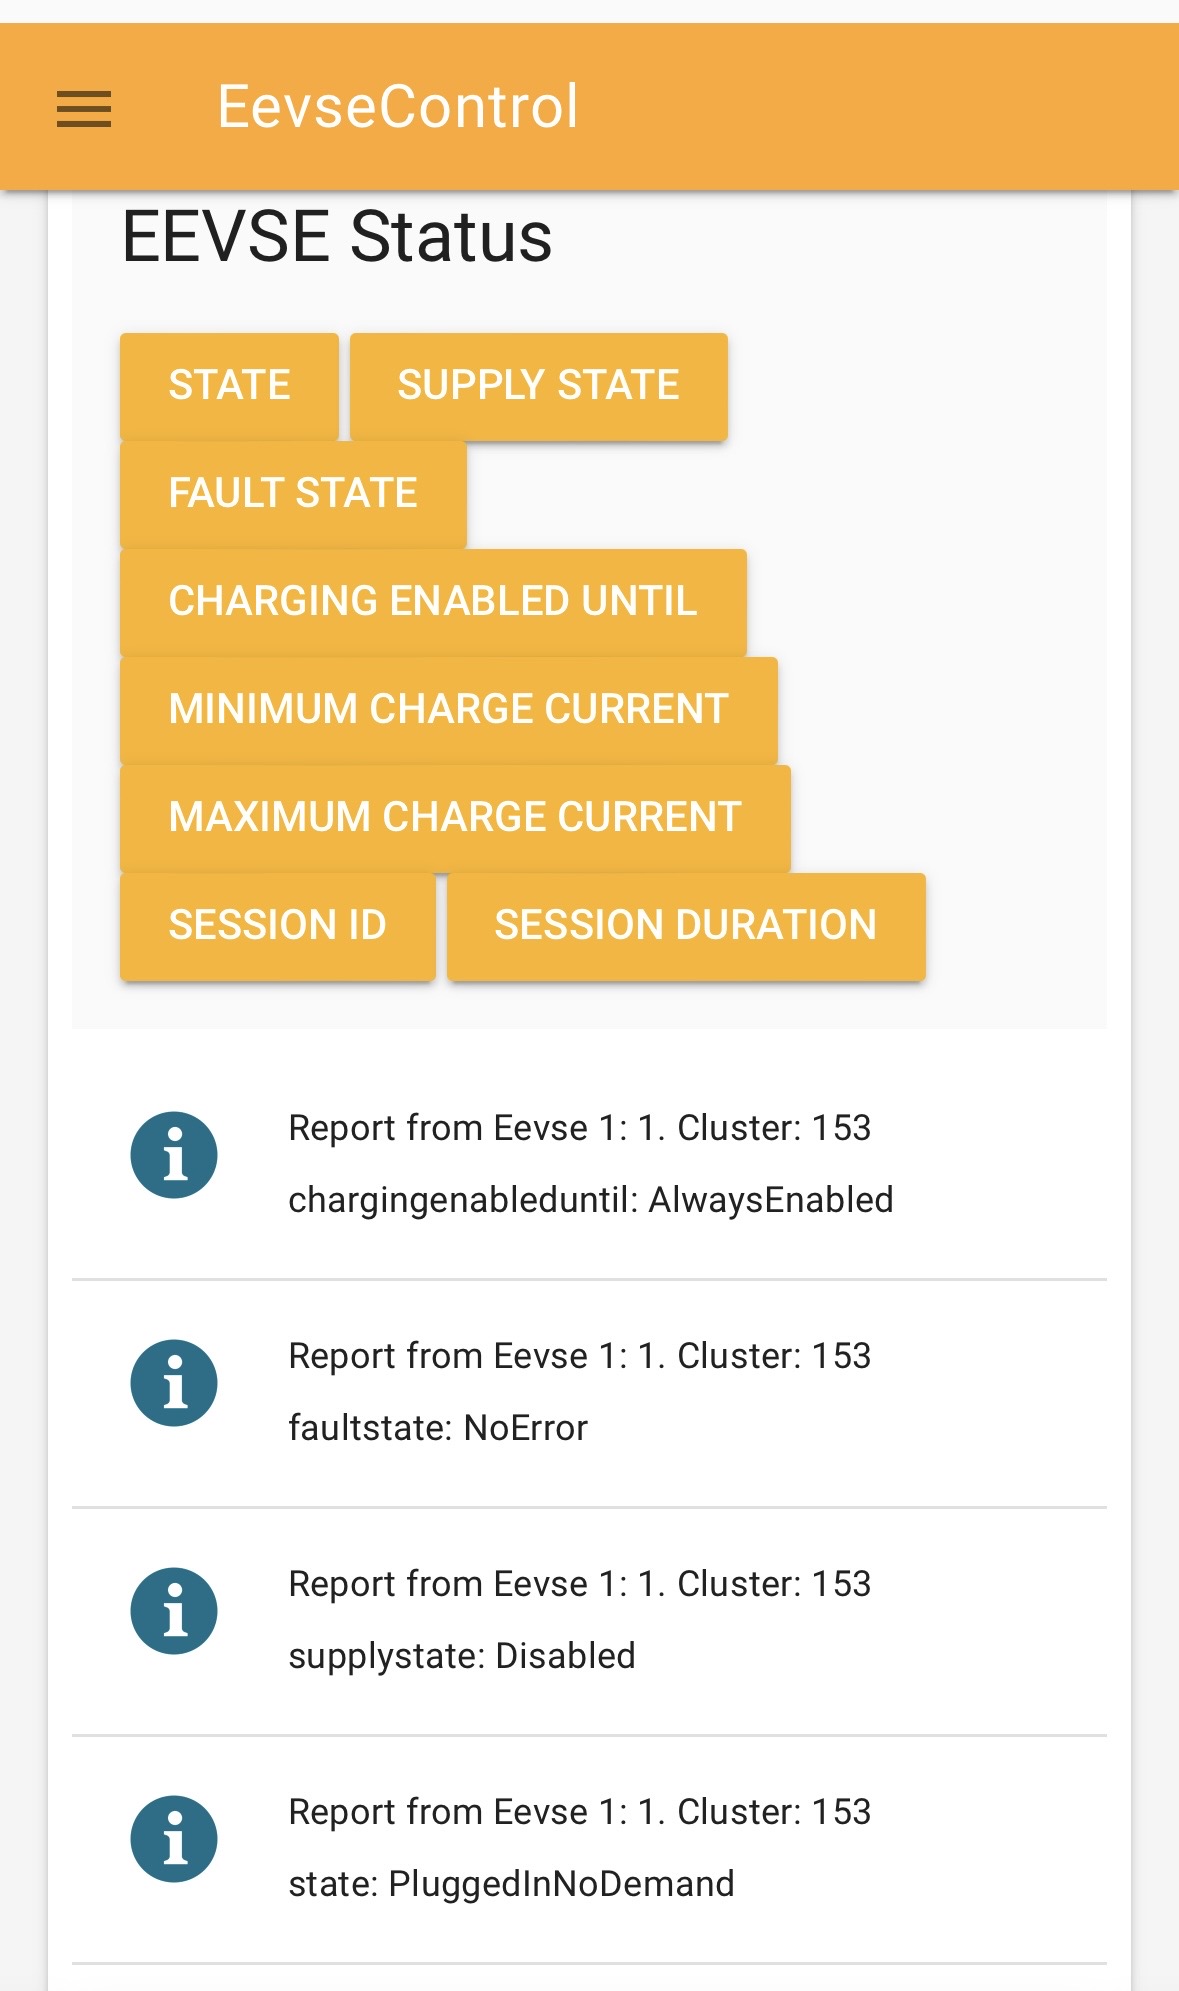 EevseControl
EEVSE Status
STATE SUPPLY STATE
FAULT STATE
CHARGING ENABLED UNTIL
MINIMUM CHARGE CURRENT
MAXIMUM CHARGE CURRENT
SESSION ID SESSION DURATION
Report from Eevse 1: 1. Cluster: 153
chargingenableduntil: AlwaysEnabled
Report from Eevse 1: 1. Cluster: 153
faultstate: NoError
Report from Eevse 1: 1. Cluster: 153
supplystate: Disabled
Report from Eevse 1: 1. Cluster: 153
state: PluggedInNoDemand